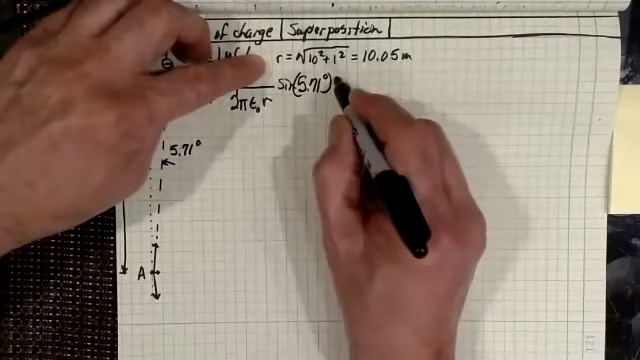 of charge | Superposition
r = √10²+1² = 10.05 m
sin(5.71°)
2πε₀r
5.71°
A